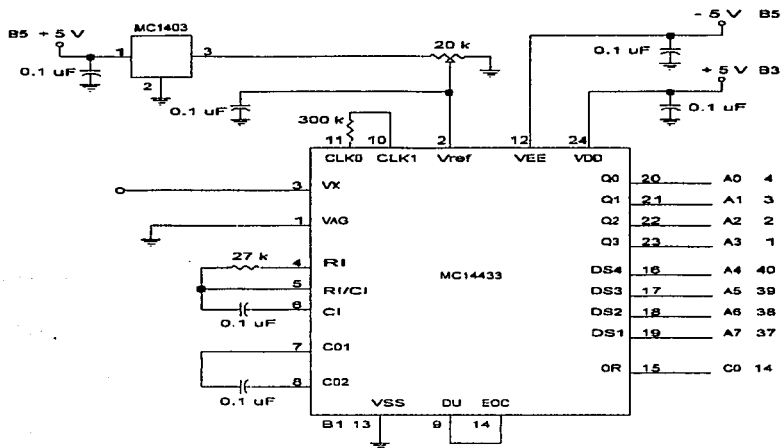 - 5 V B5
MC1403
B5 + 5 V
1
3
20 k
0.1 uF
0.1 uF
2
+ 5 V B3
0.1 uF
0.1 uF
300 k
11 10 2 12 24
CLK0 CLK1 Vref VEE VDD
3 VX
Q0 20 A0 4
Q1 21 A1 3
1 VAG
Q2 22 A2 2
Q3 23 A3 1
27 k
4 RI
MC14433
DS4 16 A4 40
5 RI/CI
DS3 17 A5 39
6 CI
DS2 18 A6 38
0.1 uF
DS1 19 A7 37
7 C01
OR 15 C0 14
8 C02
0.1 uF
VSS DU EOC
B1 13 9 14